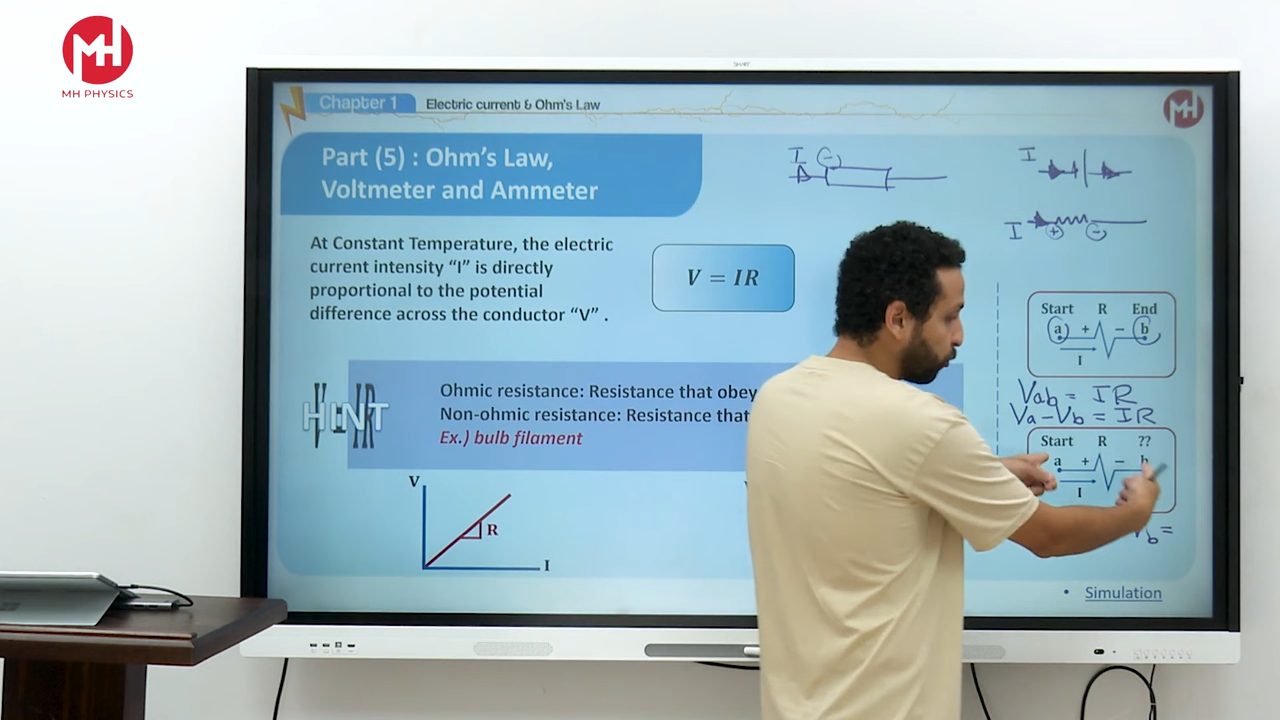 MH
MH PHYSICS
SMART
Chapter 1
Electric current & Ohm's Law
MH
Part (5) : Ohm's Law,
Voltmeter and Ammeter
At Constant Temperature, the electric
current intensity "I" is directly
proportional to the potential
difference across the conductor "V" .
V = IR
I -
I
I + -
Start R End
a + - b
I
Vab = IR
Va - Vb = IR
Start R ??
a + - b
I
b =
HINT
Ohmic resistance: Resistance that obey
Non-ohmic resistance: Resistance that
Ex.) bulb filament
V
R
I
• Simulation